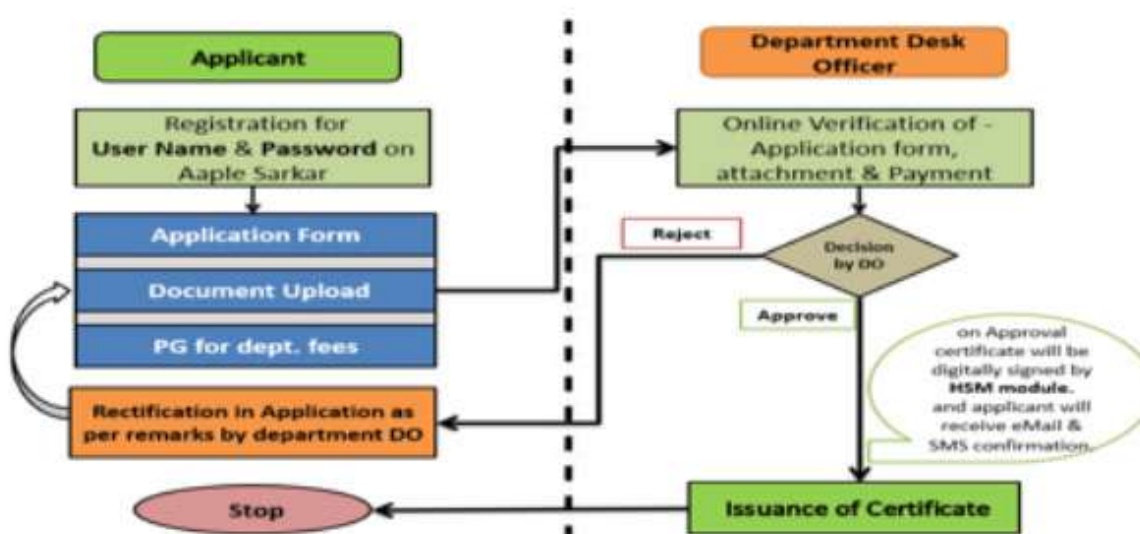 Applicant
Department Desk
Officer
Registration for
User Name & Password on
Aaple Sarkar
Online Verification of -
Application form,
attachment & Payment
Application Form
Document Upload
PG for dept. fees
Reject
Decision
by DO
Approve
on Approval
certificate will be
digitally signed by
HSM module.
and applicant will
receive eMail &
SMS confirmation.
Rectification in Application as
per remarks by department DO
Stop
Issuance of Certificate